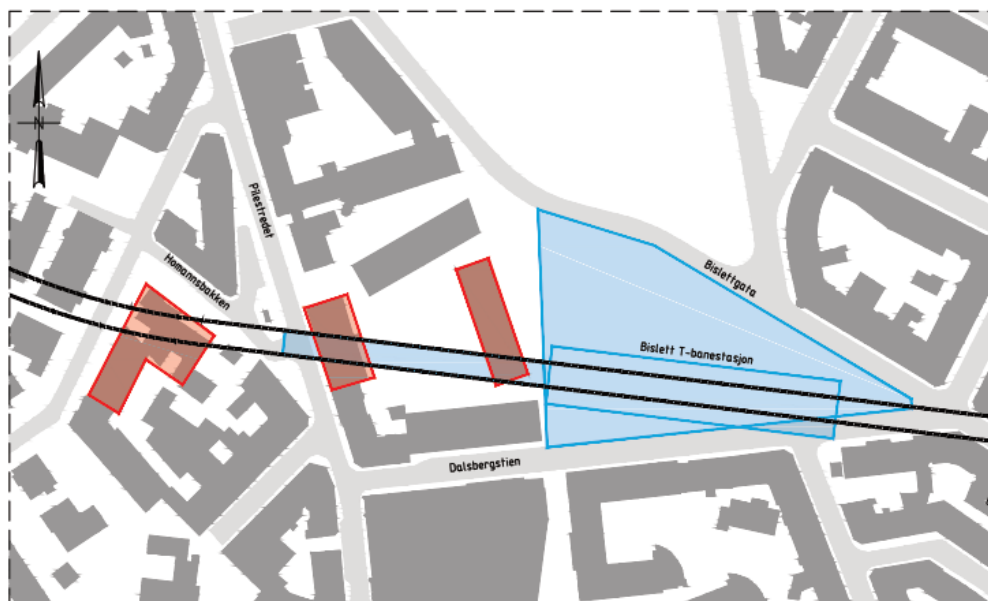 N
Pilestredet
Homannsbakken
Bislettgata
Bislett T-banestasjon
Dalsbergstien